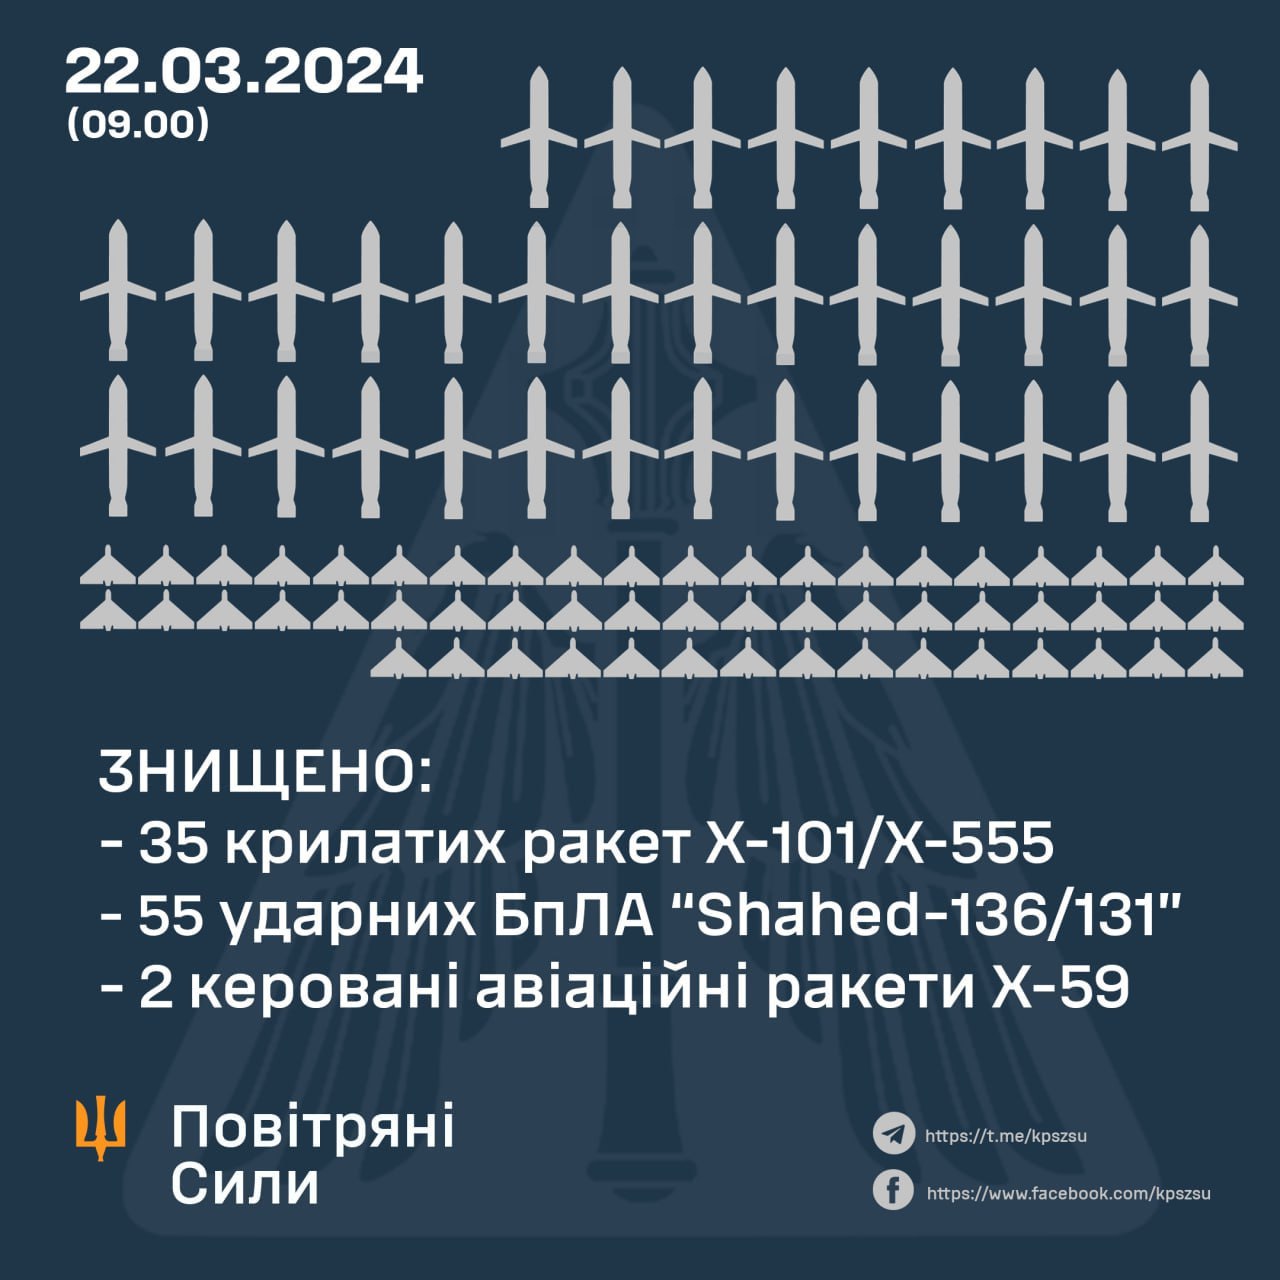 22.03.2024
(09.00)
ЗНИЩЕНО:
- 35 крилатих ракет Х-101/Х-555
- 55 ударних БпЛА “Shahed-136/131”
- 2 керовані авіаційні ракети Х-59
Повітряні
Сили
https://t.me/kpszsu
https://www.facebook.com/kpszsu